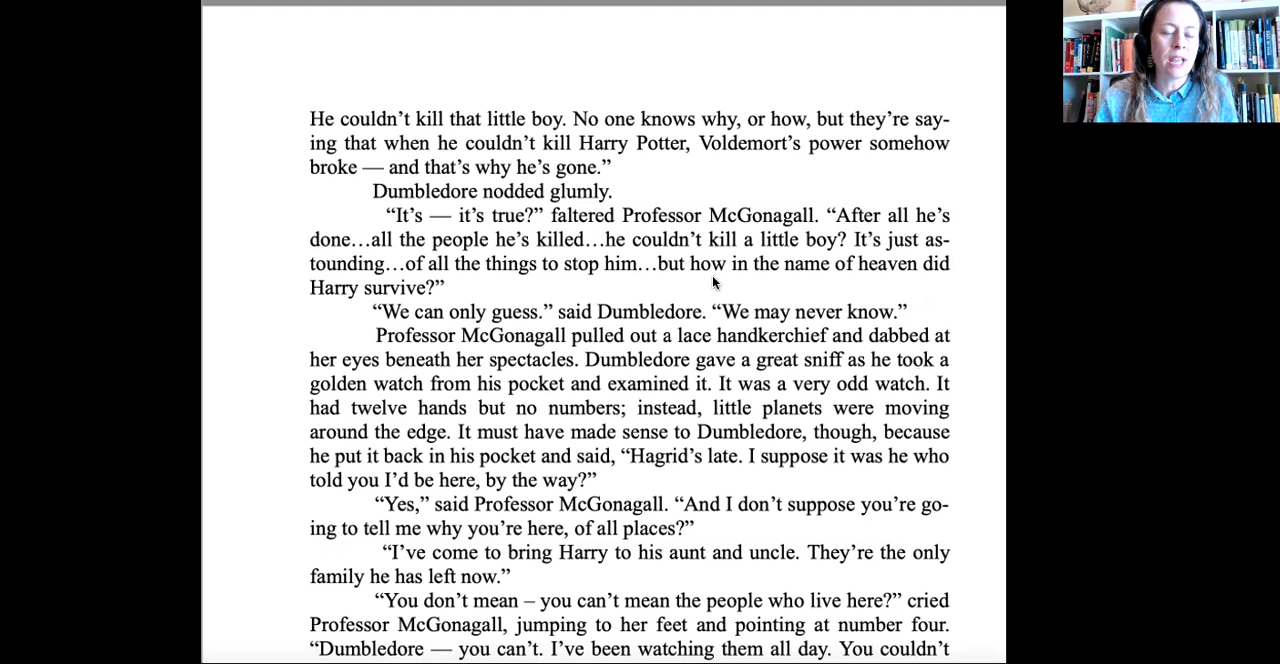 He couldn’t kill that little boy. No one knows why, or how, but they’re say-
ing that when he couldn’t kill Harry Potter, Voldemort’s power somehow
broke — and that’s why he’s gone.”
Dumbledore nodded glumly.
“It’s — it’s true?” faltered Professor McGonagall. “After all he’s
done…all the people he’s killed…he couldn’t kill a little boy? It’s just as-
tounding…of all the things to stop him…but how in the name of heaven did
Harry survive?”
“We can only guess.” said Dumbledore. “We may never know.”
Professor McGonagall pulled out a lace handkerchief and dabbed at
her eyes beneath her spectacles. Dumbledore gave a great sniff as he took a
golden watch from his pocket and examined it. It was a very odd watch. It
had twelve hands but no numbers; instead, little planets were moving
around the edge. It must have made sense to Dumbledore, though, because
he put it back in his pocket and said, “Hagrid’s late. I suppose it was he who
told you I’d be here, by the way?”
“Yes,” said Professor McGonagall. “And I don’t suppose you’re go-
ing to tell me why you’re here, of all places?”
“I’ve come to bring Harry to his aunt and uncle. They’re the only
family he has left now.”
“You don’t mean – you can’t mean the people who live here?” cried
Professor McGonagall, jumping to her feet and pointing at number four.
“Dumbledore — you can’t. I’ve been watching them all day. You couldn’t